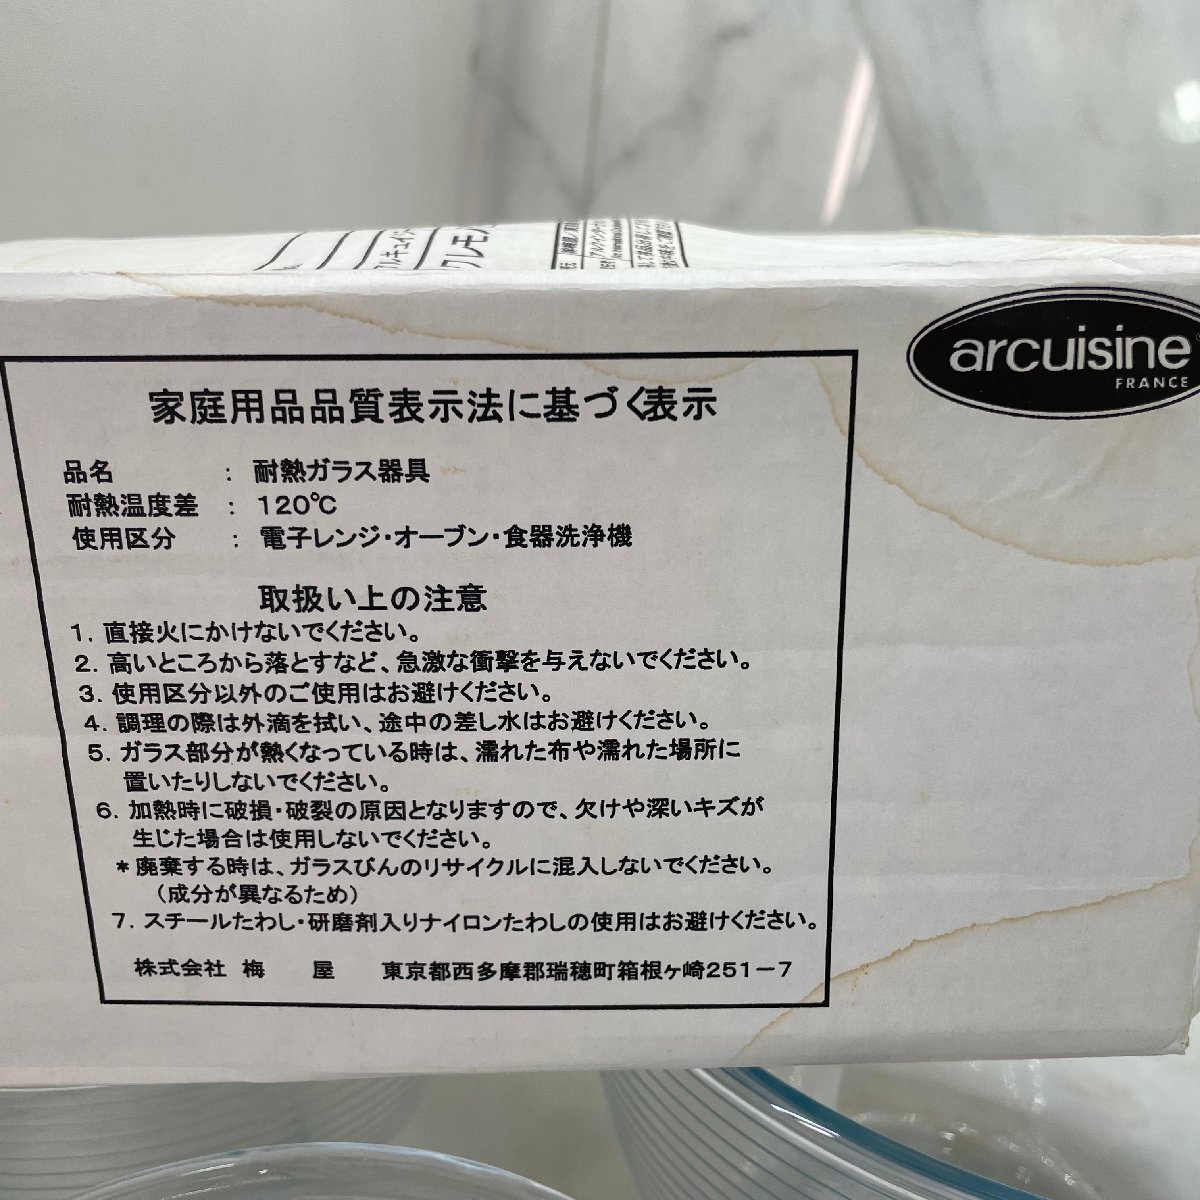 arcuisine
FRANCE
家庭用品品質表示法に基づく表示
品名 : 耐熱ガラス器具
耐熱温度差 : 120℃
使用区分 : 電子レンジ・オーブン・食器洗浄機
取扱い上の注意
1. 直接火にかけないでください。
2. 高いところから落とすなど、急激な衝撃を与えないでください。
3. 使用区分以外のご使用はお避けください。
4. 調理の際は外滴を拭い、途中の差し水はお避けください。
5. ガラス部分が熱くなっている時は、濡れた布や濡れた場所に
置いたりしないでください。
6. 加熱時に破損・破裂の原因となりますので、欠けや深いキズが
生じた場合は使用しないでください。
*廃棄する時は、ガラスびんのリサイクルに混入しないでください。
(成分が異なるため)
7. スチールたわし・研磨剤入りナイロンたわしの使用はお避けください。
株式会社 梅 屋 東京都西多摩郡瑞穂町箱根ヶ崎251-7